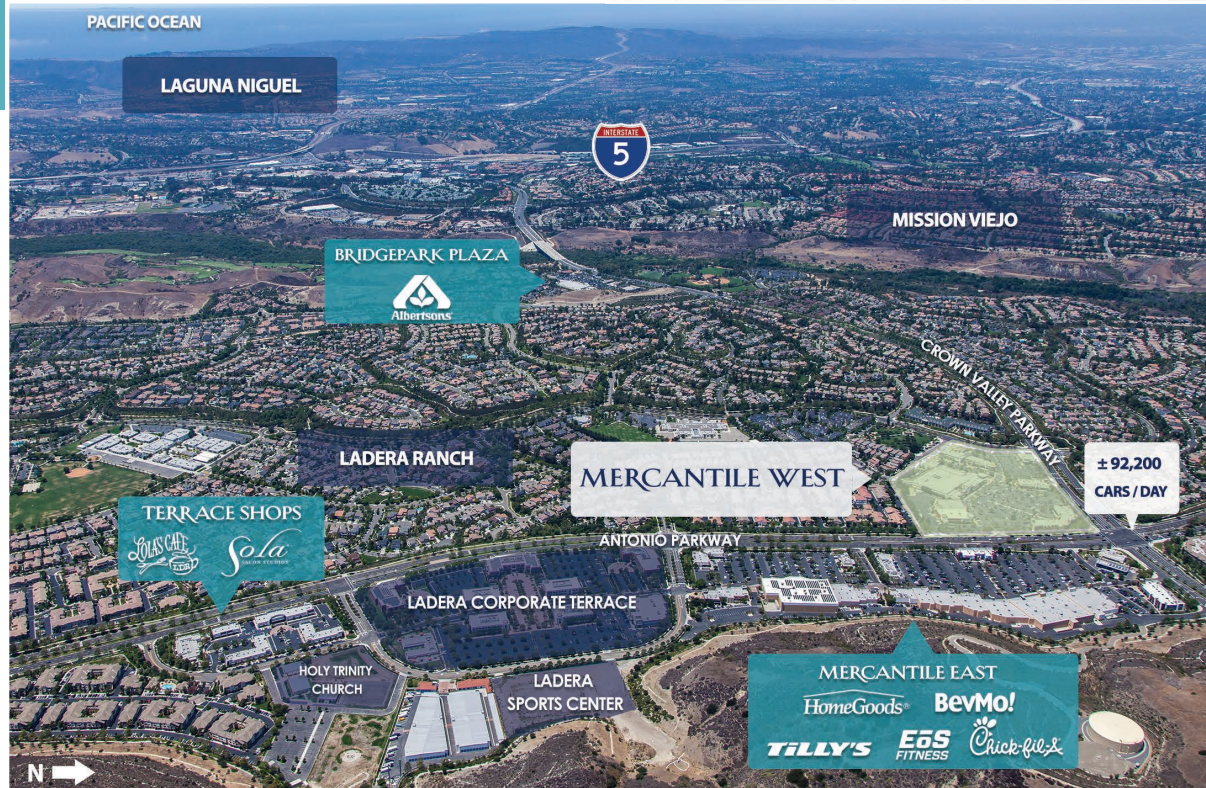 PACIFIC OCEAN
LAGUNA NIGUEL
INTERSTATE
5
MISSION VIEJO
BRIDGEPARK PLAZA
Albertsons
CROWN VALLEY PARKWAY
LADERA RANCH
MERCANTILE WEST
± 92,200
CARS / DAY
TERRACE SHOPS
LOLA'S CAFE
LTD.
Sola
SALON STUDIOS
ANTONIO PARKWAY
LADERA CORPORATE TERRACE
HOLY TRINITY
CHURCH
LADERA
SPORTS CENTER
MERCANTILE EAST
HomeGoods®
BevMo!
TiLLY'S
EōS
FITNESS
Chick-fil-A
N